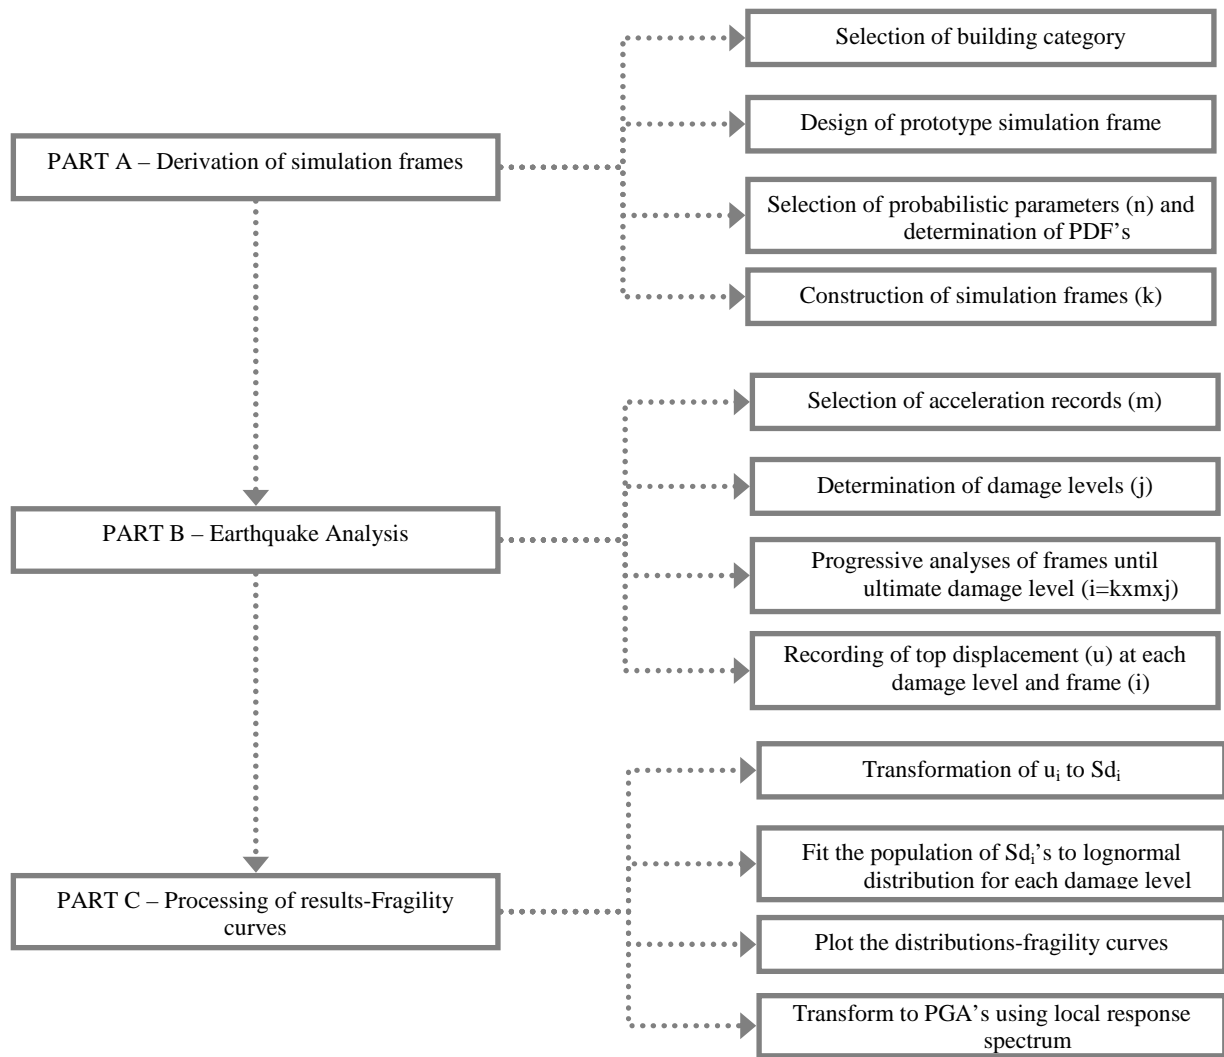 PART A – Derivation of simulation frames
Selection of building category
Design of prototype simulation frame
Selection of probabilistic parameters (n) and
determination of PDF’s
Construction of simulation frames (k)
PART B – Earthquake Analysis
Selection of acceleration records (m)
Determination of damage levels (j)
Progressive analyses of frames until
ultimate damage level (i=kxmxj)
Recording of top displacement (u) at each
damage level and frame (i)
PART C – Processing of results-Fragility
curves
Transformation of uᵢ to Sdᵢ
Fit the population of Sdᵢ’s to lognormal
distribution for each damage level
Plot the distributions-fragility curves
Transform to PGA’s using local response
spectrum